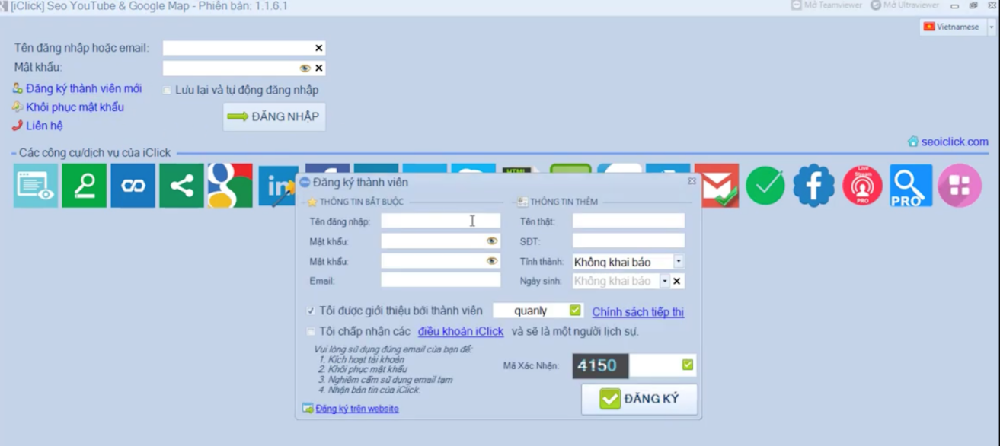 [iClick] Seo YouTube & Google Map - Phiên bản: 1.1.6.1
Mở Teamviewer Mở Ultraviewer
Vietnamese
Tên đăng nhập hoặc email:
Mật khẩu:
Đăng ký thành viên mới
Lưu lại và tự động đăng nhập
Khôi phục mật khẩu
ĐĂNG NHẬP
Liên hệ
seoiclick.com
Các công cụ/dịch vụ của iClick
in
HTML
Live Stream PRO
PRO
Đăng ký thành viên
THÔNG TIN BẮT BUỘC
THÔNG TIN THÊM
Tên đăng nhập:
Tên thật:
Mật khẩu:
SĐT:
Mật khẩu:
Tỉnh thành: Không khai báo
Email:
Ngày sinh: Không khai báo
Tôi được giới thiệu bởi thành viên quanly Chính sách tiếp thị
Tôi chấp nhận các điều khoản iClick và sẽ là một người lịch sự.
Vui lòng sử dụng đúng email của bạn để:
1. Kích hoạt tài khoản
2. Khôi phục mật khẩu
3. Nghiêm cấm sử dụng email tạm
4. Nhận bản tin của iClick.
Mã Xác Nhận: 4150
ĐĂNG KÝ
Đăng ký trên website